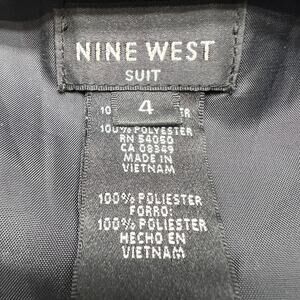 NINE WEST
SUIT
4
100% POLYESTER
RN 54050
CA 08349
MADE IN
VIETNAM
100% POLIESTER
FORRO:
100% POLIESTER
HECHO EN
VIETNAM